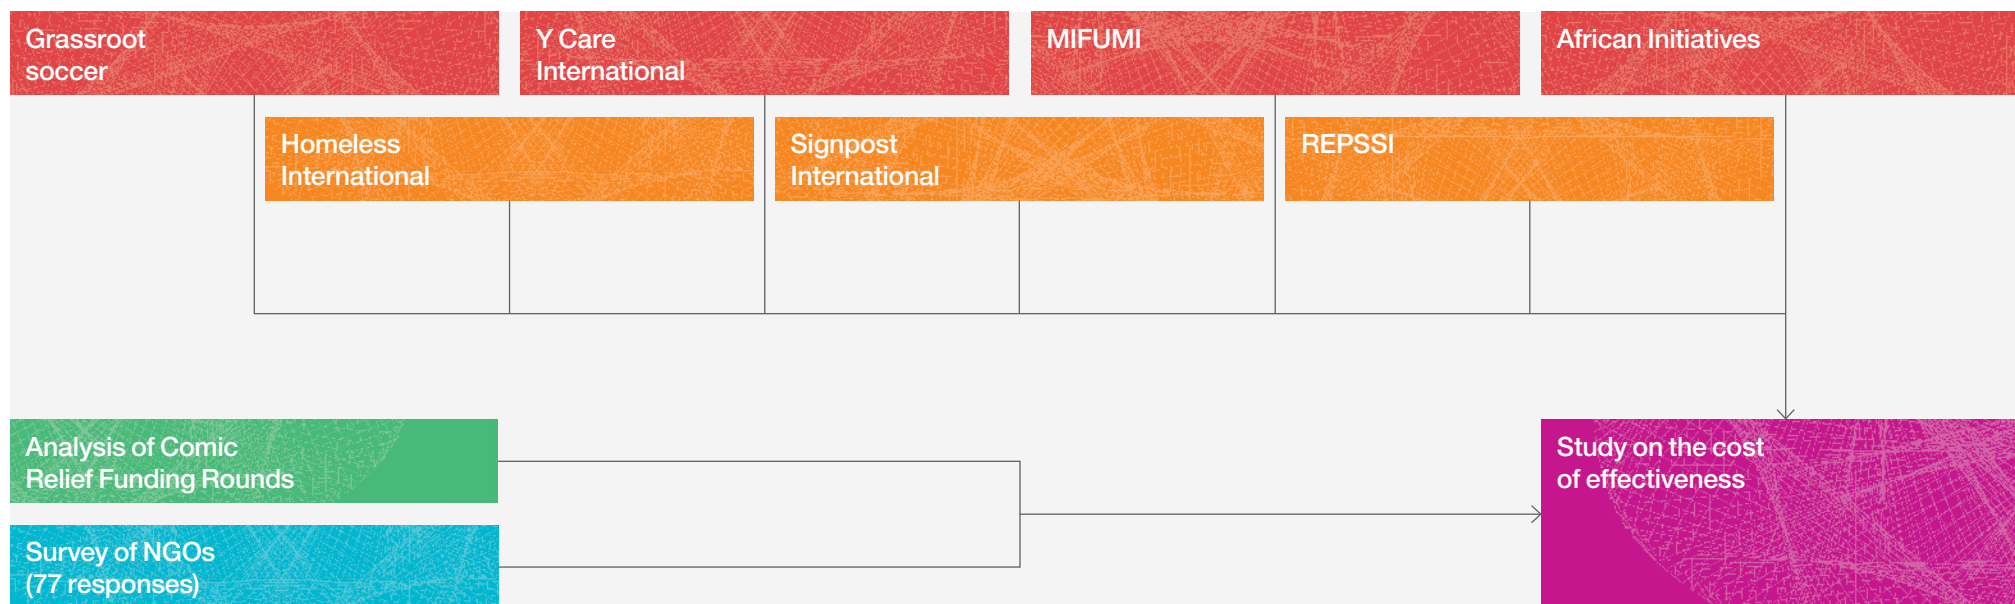 Grassroot
soccer
Y Care
International
MIFUMI
African Initiatives
Homeless
International
Signpost
International
REPSSI
Analysis of Comic
Relief Funding Rounds
Study on the cost
of effectiveness
Survey of NGOs
(77 responses)